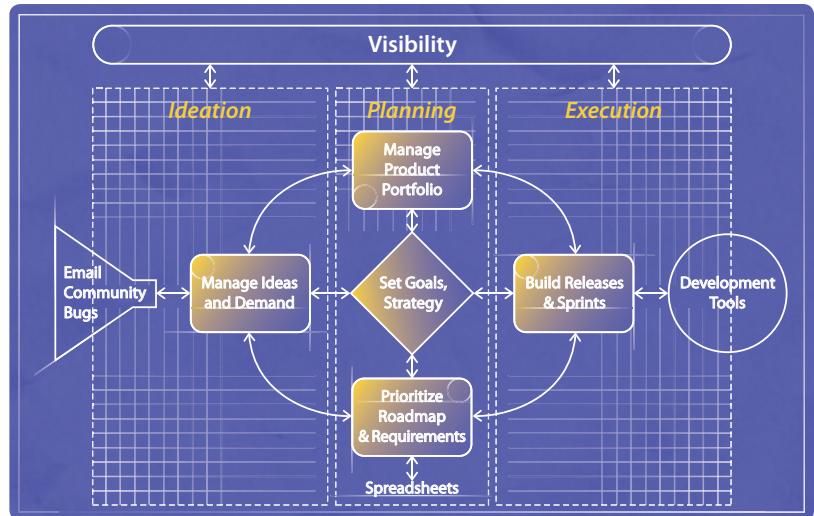 Visibility
Ideation
Planning
Execution
Manage
Product
Portfolio
Email
Community
Bugs
Manage Ideas
and Demand
Set Goals,
Strategy
Build Releases
& Sprints
Development
Tools
Prioritize
Roadmap
& Requirements
Spreadsheets